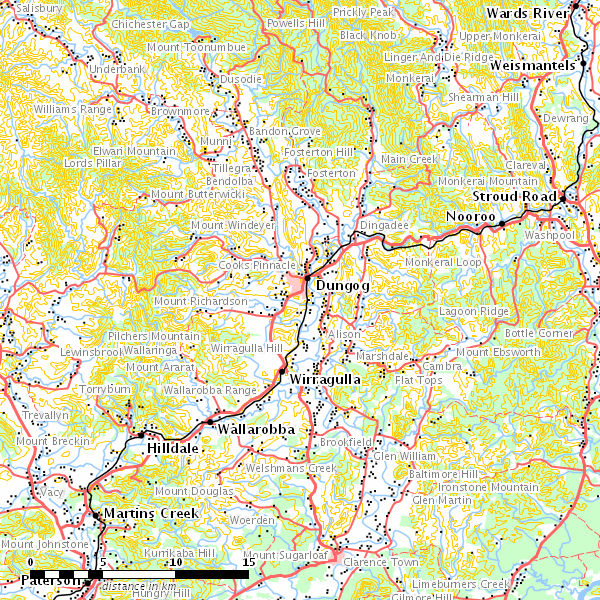 Salisbury
Prickly Peak
Wards River
Chichester Gap
Powells Hill
Black Knob
Upper Monkerai
Mount Toonumbue
Linger And Die Ridge
Weismantels
Underbank
Dusodie
Monkerai
Williams Range
Brownmore
Shearman Hill
Dewrang
Bandon Grove
Munni
Elwari Mountain
Fosterton Hill
Lords Pillar
Tillegra
Main Creek
Clareval
Bendolba
Fosterton
Monkerai Mountain
Mount Butterwicki
Stroud Road
Nooroo
Mount Windeyer
Dingadee
Washpool
Cooks Pinnacle
Monkeral Loop
Dungog
Mount Richardson
Lagoon Ridge
Pilchers Mountain
Alison
Bottle Corner
Lewinsbrook
Wallaringa
Wirragulla Hill
Marshdale
Mount Ebsworth
Mount Ararat
Cambra
Torryburn
Wallarobba Range
Wirragulla
Flat Tops
Trevallyn
Wallarobba
Mount Breckin
Hilldale
Brookfield
Glen William
Welshmans Creek
Baltimore Hill
Vacy
Mount Douglas
Ironstone Mountain
Glen Martin
Martins Creek
Woerden
Mount Johnstone
Kurrikaba Hill
Mount Sugarloaf
Clarence Town
0 5 10 15
Paterson
distance in km
Limeburners Creek
Hungry Hill
Gilmore Hill